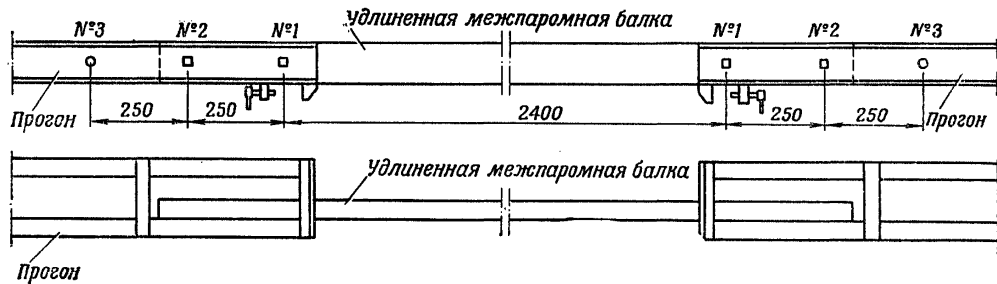 Удлиненная межпаромная балка
№3 №2 №1 №1 №2 №3
Прогон 250 250 2400 250 250 Прогон
Удлиненная межпаромная балка
Прогон